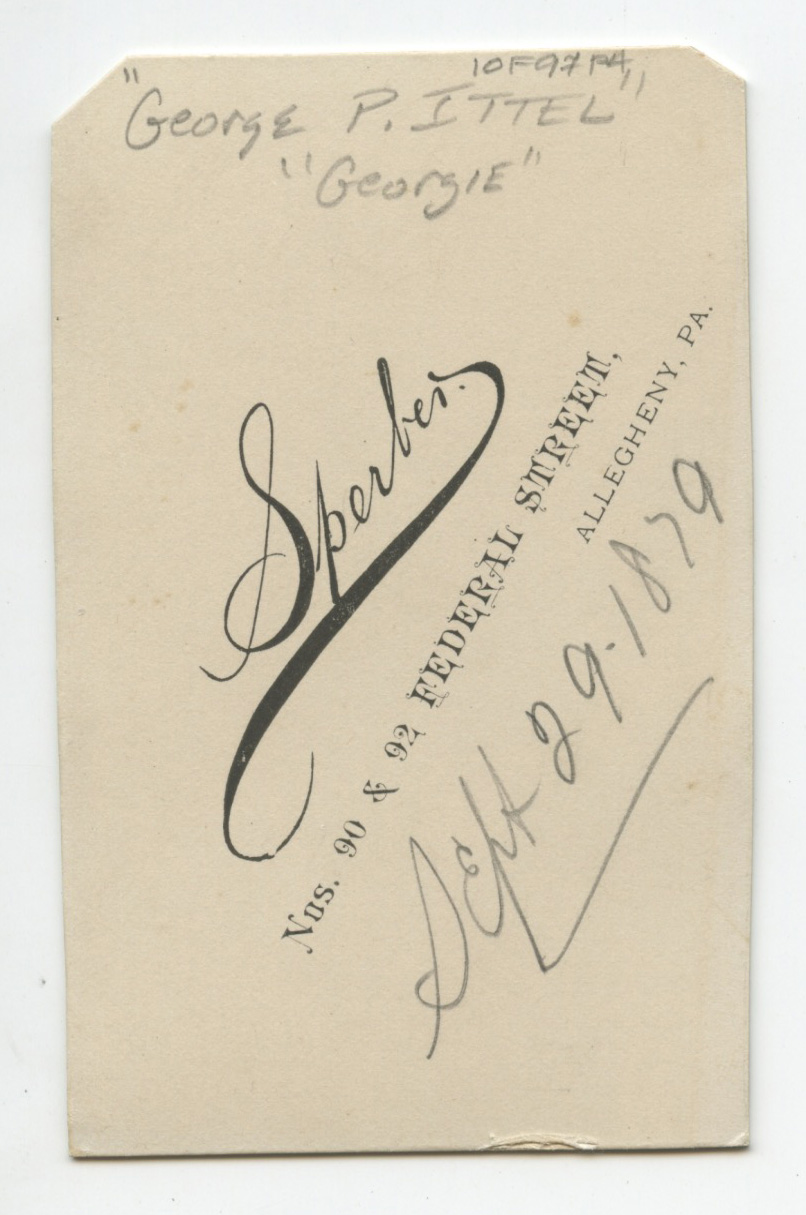 10F97PA
"George P. ITTEL"
"GeorgIE"
Sperber.
Nos. 90 & 92 FEDERAL STREET,
ALLEGHENY, PA.
Sept 29-1879